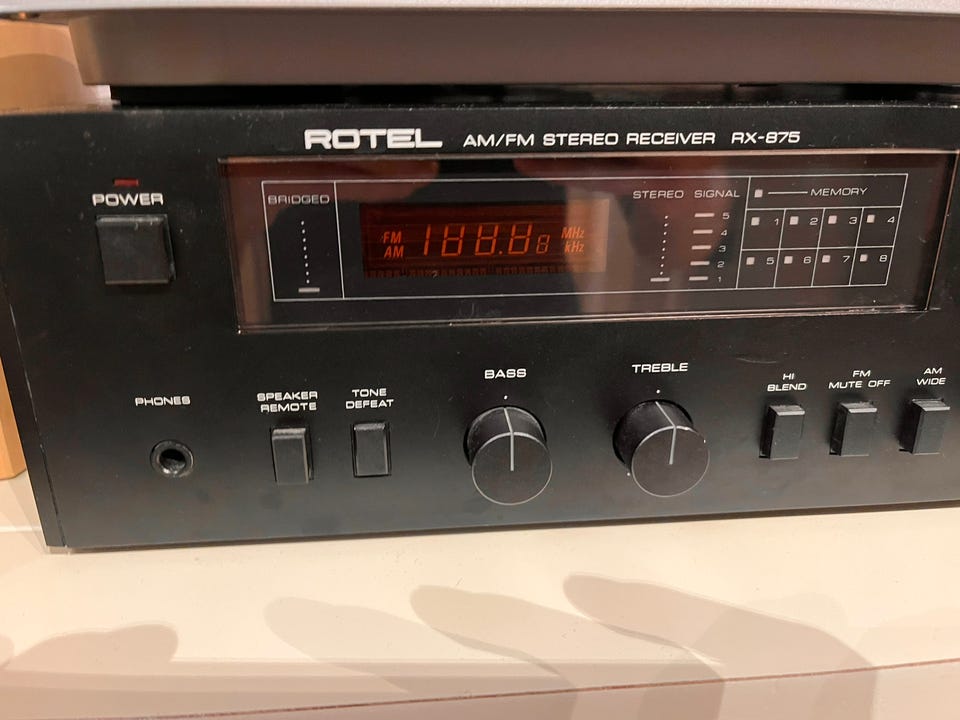 ROTEL AM/FM STEREO RECEIVER RX-875
POWER
BRIDGED
STEREO SIGNAL MEMORY
5
4
3
2
1
1 2 3 4
5 6 7 8
FM 188.88 MHz
AM kHz
PHONES
SPEAKER
REMOTE
TONE
DEFEAT
BASS
TREBLE
HI
BLEND
FM
MUTE OFF
AM
WIDE